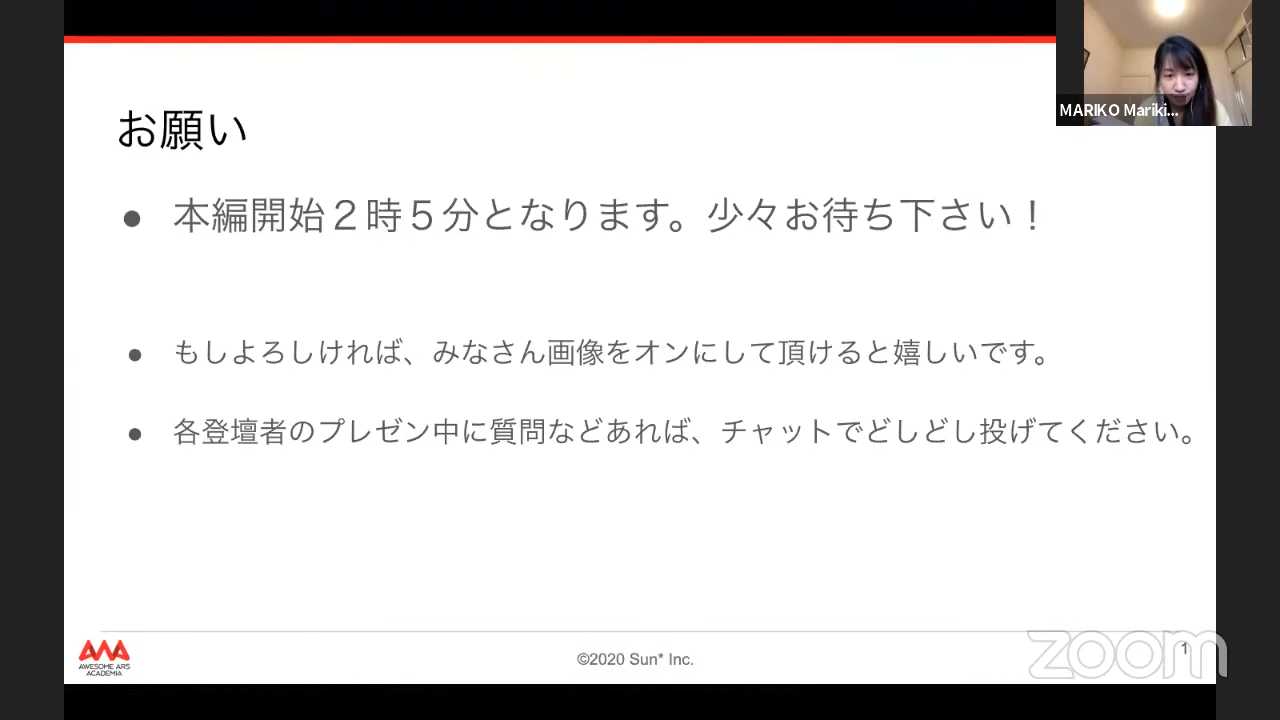 お願い
MARIKO Mariki...
● 本編開始２時５分となります。少々お待ち下さい！
● もしよろしければ、みなさん画像をオンにして頂けると嬉しいです。
● 各登壇者のプレゼン中に質問などあれば、チャットでどしどし投げてください。
AWESOME ARS
ACADEMIA
©2020 Sun* Inc.
zoom
1